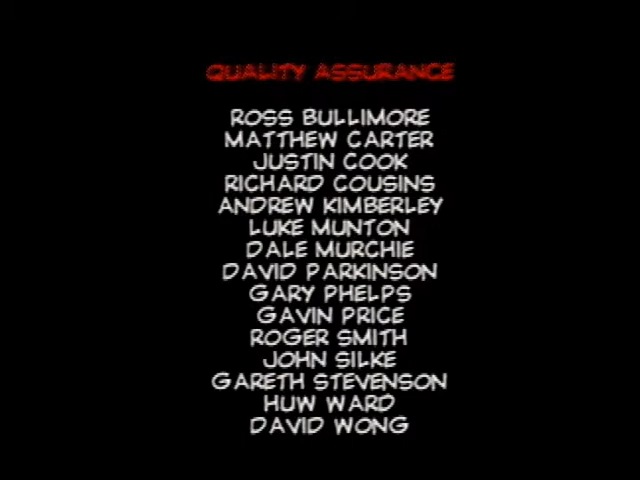 QUALITY ASSURANCE
ROSS BULLIMORE
MATTHEW CARTER
JUSTIN COOK
RICHARD COUSINS
ANDREW KIMBERLEY
LUKE MUNTON
DALE MURCHIE
DAVID PARKINSON
GARY PHELPS
GAVIN PRICE
ROGER SMITH
JOHN SILKE
GARETH STEVENSON
HUW WARD
DAVID WONG